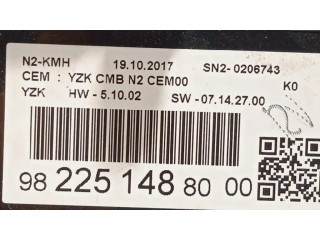 N2-KMH 19.10.2017 SN2- 0206743
CEM : YZK CMB N2 CEM00 K0
YZK HW - 5.10.02 SW - 07.14.27.00
98 225 148 80 00